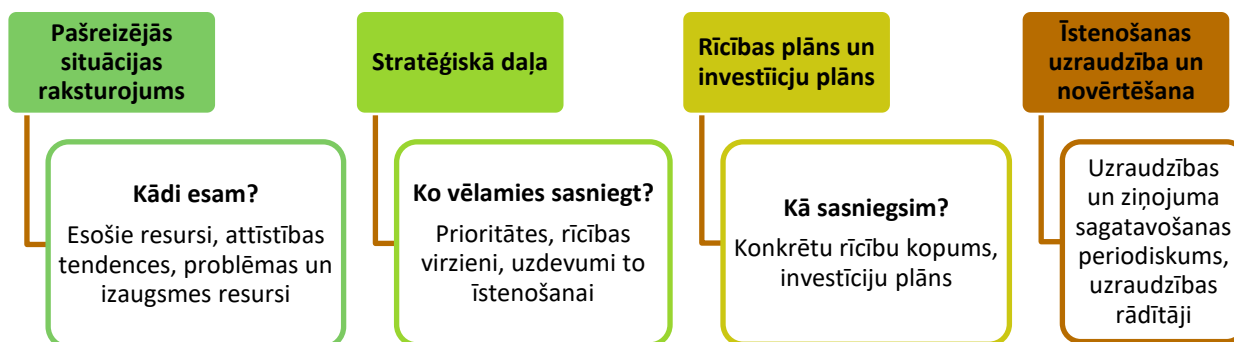 Pašreizējās
situācijas
raksturojums
Kādi esam?
Esošie resursi, attīstības
tendences, problēmas un
izaugsmes resursi
Stratēģiskā daļa
Ko vēlamies sasniegt?
Prioritātes, rīcības
virzieni, uzdevumi to
īstenošanai
Rīcības plāns un
investīicju plāns
Kā sasniegsim?
Konkrētu rīcību kopums,
investīciju plāns
Īstenošanas
uzraudzība un
novērtēšana
Uzraudzības
un ziņojuma
sagatavošanas
periodiskums,
uzraudzības
rādītāji